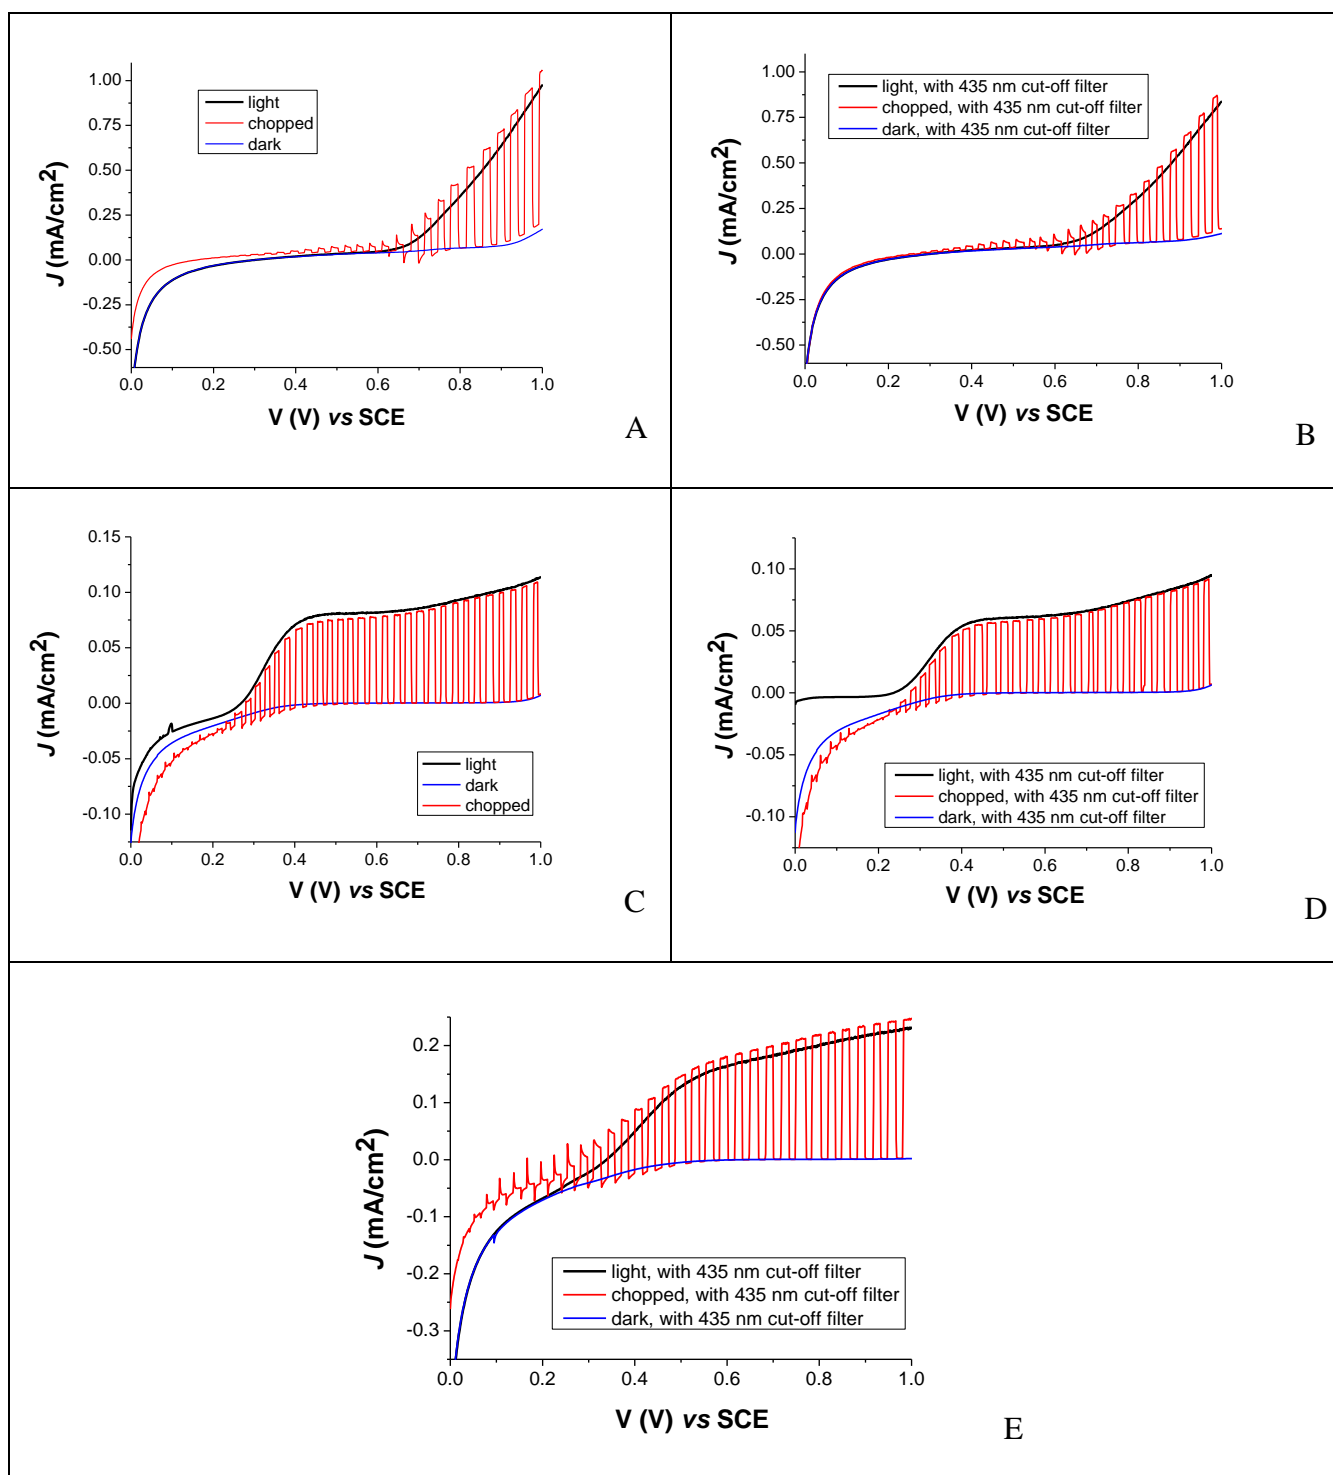 1.00
0.75
0.50
0.25
0.00
-0.25
-0.50
J (mA/cm²)
light
chopped
dark
0.0 0.2 0.4 0.6 0.8 1.0
V (V) vs SCE
A
1.00
0.75
0.50
0.25
0.00
-0.25
-0.50
J (mA/cm²)
light, with 435 nm cut-off filter
chopped, with 435 nm cut-off filter
dark, with 435 nm cut-off filter
0.0 0.2 0.4 0.6 0.8 1.0
V (V) vs SCE
B
0.15
0.10
0.05
0.00
-0.05
-0.10
J (mA/cm²)
light
dark
chopped
0.0 0.2 0.4 0.6 0.8 1.0
V (V) vs SCE
C
0.10
0.05
0.00
-0.05
-0.10
J (mA/cm²)
light, with 435 nm cut-off filter
chopped, with 435 nm cut-off filter
dark, with 435 nm cut-off filter
0.0 0.2 0.4 0.6 0.8 1.0
V (V) vs SCE
D
0.2
0.1
0.0
-0.1
-0.2
-0.3
J (mA/cm²)
light, with 435 nm cut-off filter
chopped, with 435 nm cut-off filter
dark, with 435 nm cut-off filter
0.0 0.2 0.4 0.6 0.8 1.0
V (V) vs SCE
E